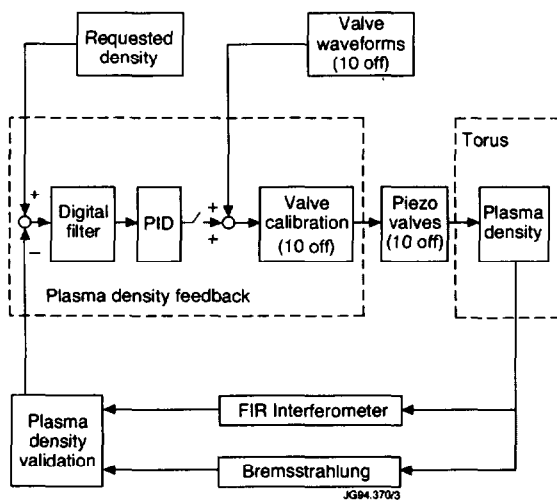 Requested
density
Valve
waveforms
(10 off)
Torus
+
−
Digital
filter
PID
+
+
Valve
calibration
(10 off)
Piezo
valves
(10 off)
Plasma
density
Plasma density feedback
Plasma
density
validation
FIR Interferometer
Bremsstrahlung
JG94.370/3